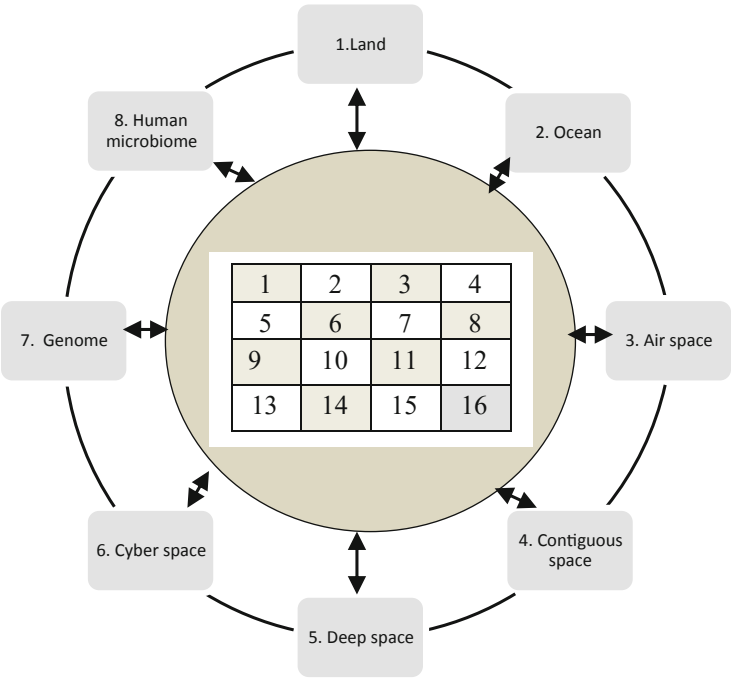 1.Land
2. Ocean
3. Air space
4. Contiguous
space
5. Deep space
6. Cyber space
7. Genome
8. Human
microbiome
1 2 3 4
5 6 7 8
9 10 11 12
13 14 15 16